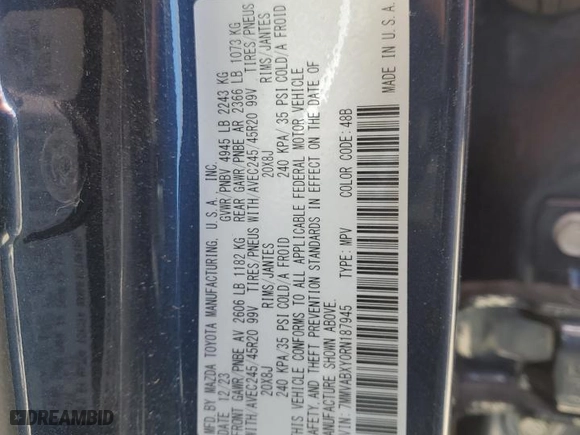 MFD BY MAZDA TOYOTA MANUFACTURING, U.S.A., INC.
DATE 12/23 GVWR/PNBV 4945 LB 2243 KG
FRONT GAWR/PNBE AV 2606 LB 1182 KG REAR GAWR/PNBE AR 2366 LB 1073 KG
WITH/AVEC245/45R20 99V TIRES/PNEUS WITH/AVEC245/45R20 99V TIRES/PNEUS
20X8J RIMS/JANTES 20X8J RIMS/JANTES
240 KPA/35 PSI COLD/A FROID 240 KPA/35 PSI COLD/A FROID
THIS VEHICLE CONFORMS TO ALL APPLICABLE FEDERAL MOTOR VEHICLE
SAFETY, AND THEFT PREVENTION STANDARDS IN EFFECT ON THE DATE OF
MANUFACTURE SHOWN ABOVE.
VIN: 7MMVABXY0RN187945 TYPE: MPV COLOR CODE: 48B
MADE IN U.S.A.
DREAMBID